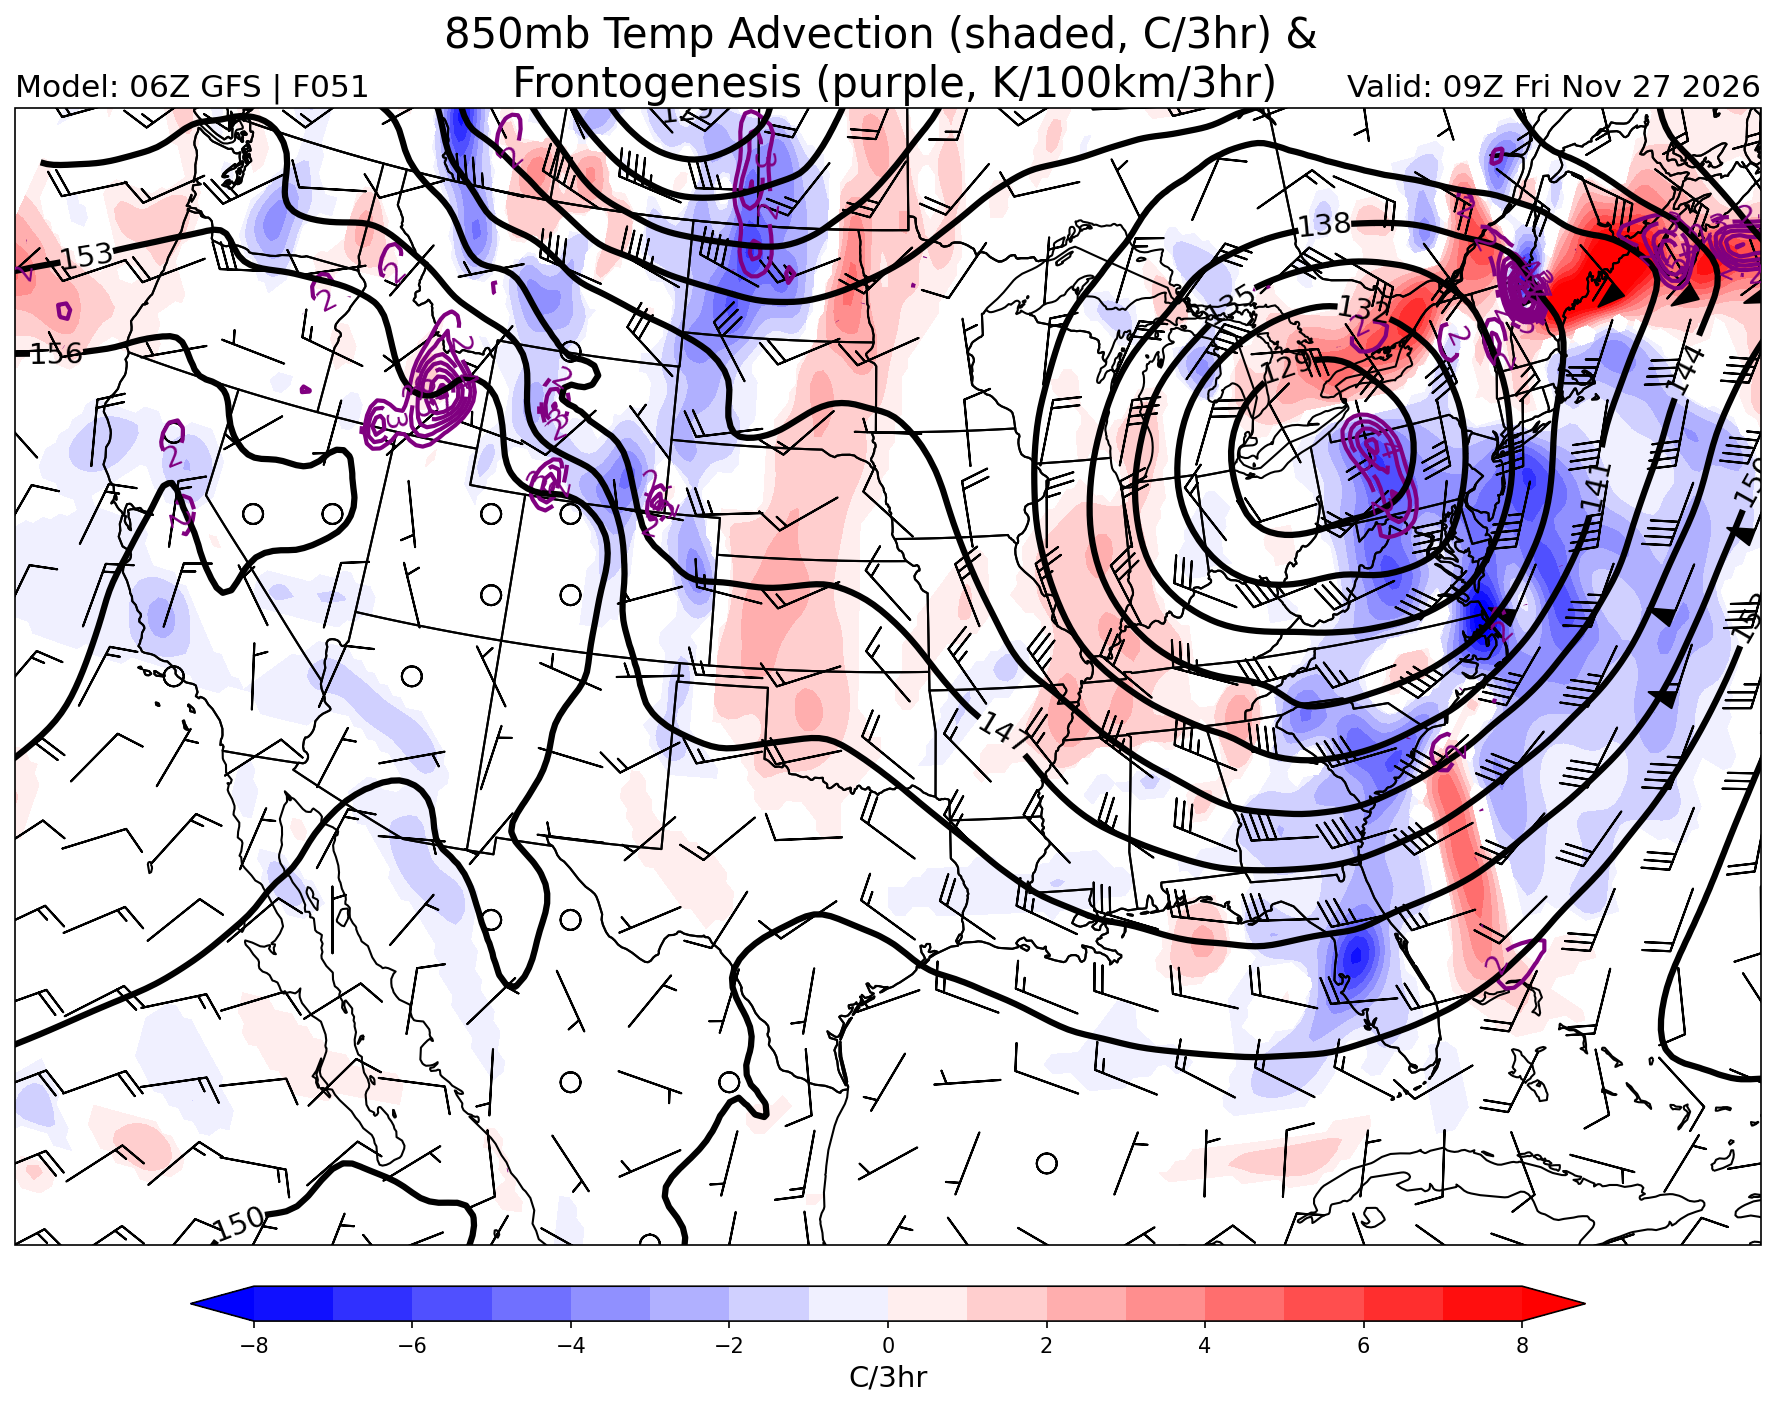 850mb Temp Advection (shaded, C/3hr) &
Model: 06Z GFS | F051
Frontogenesis (purple, K/100km/3hr)
Valid: 09Z Fri Nov 27 2026
153
138
156
144
141
147
150
−8 −6 −4 −2 0 2 4 6 8
C/3hr